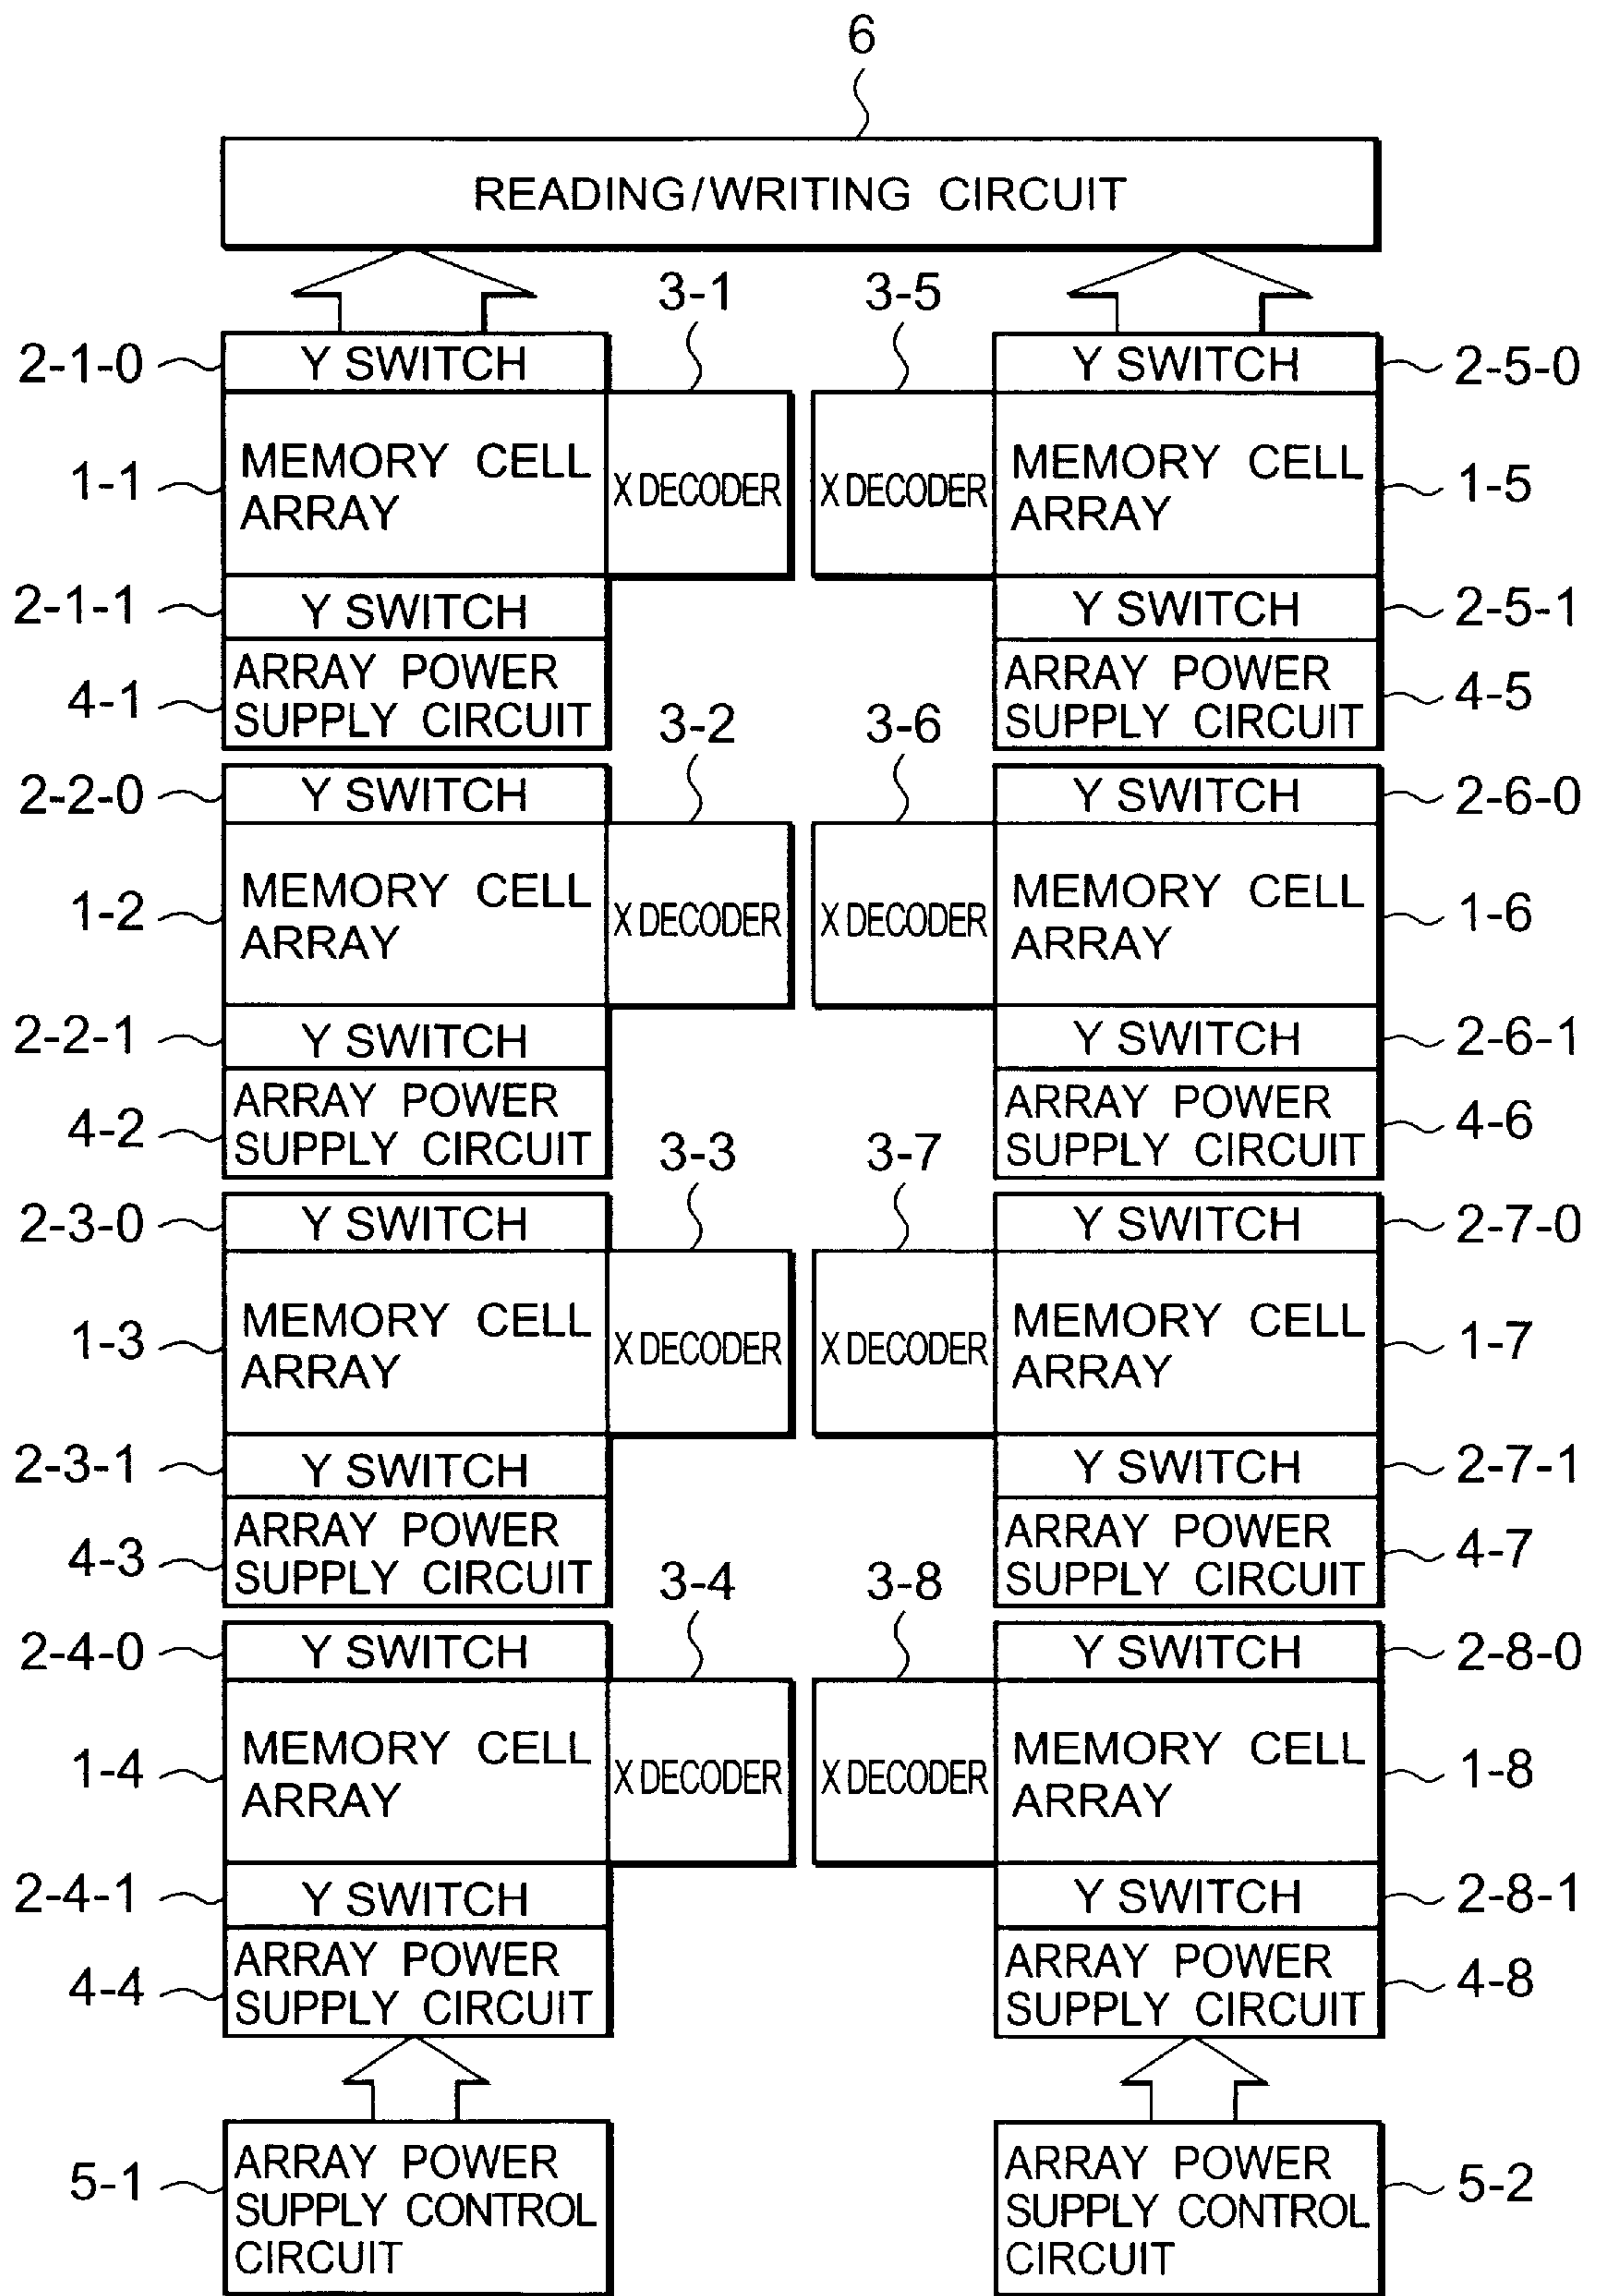 6
READING/WRITING CIRCUIT
3-1 3-5
2-1-0 Y SWITCH Y SWITCH 2-5-0
MEMORY CELL MEMORY CELL
1-1 X DECODER X DECODER 1-5
ARRAY ARRAY
2-1-1 Y SWITCH Y SWITCH 2-5-1
ARRAY POWER ARRAY POWER
4-1 4-5
SUPPLY CIRCUIT 3-2 3-6 SUPPLY CIRCUIT
2-2-0 Y SWITCH Y SWITCH 2-6-0
MEMORY CELL MEMORY CELL
1-2 X DECODER X DECODER 1-6
ARRAY ARRAY
2-2-1 Y SWITCH Y SWITCH 2-6-1
ARRAY POWER ARRAY POWER
4-2 4-6
SUPPLY CIRCUIT 3-3 3-7 SUPPLY CIRCUIT
2-3-0 Y SWITCH Y SWITCH 2-7-0
MEMORY CELL MEMORY CELL
1-3 X DECODER X DECODER 1-7
ARRAY ARRAY
2-3-1 Y SWITCH Y SWITCH 2-7-1
ARRAY POWER ARRAY POWER
4-3 4-7
SUPPLY CIRCUIT 3-4 3-8 SUPPLY CIRCUIT
2-4-0 Y SWITCH Y SWITCH 2-8-0
MEMORY CELL MEMORY CELL
1-4 X DECODER X DECODER 1-8
ARRAY ARRAY
2-4-1 Y SWITCH Y SWITCH 2-8-1
ARRAY POWER ARRAY POWER
4-4 4-8
SUPPLY CIRCUIT SUPPLY CIRCUIT
ARRAY POWER ARRAY POWER
5-1 5-2
SUPPLY CONTROL SUPPLY CONTROL
CIRCUIT CIRCUIT